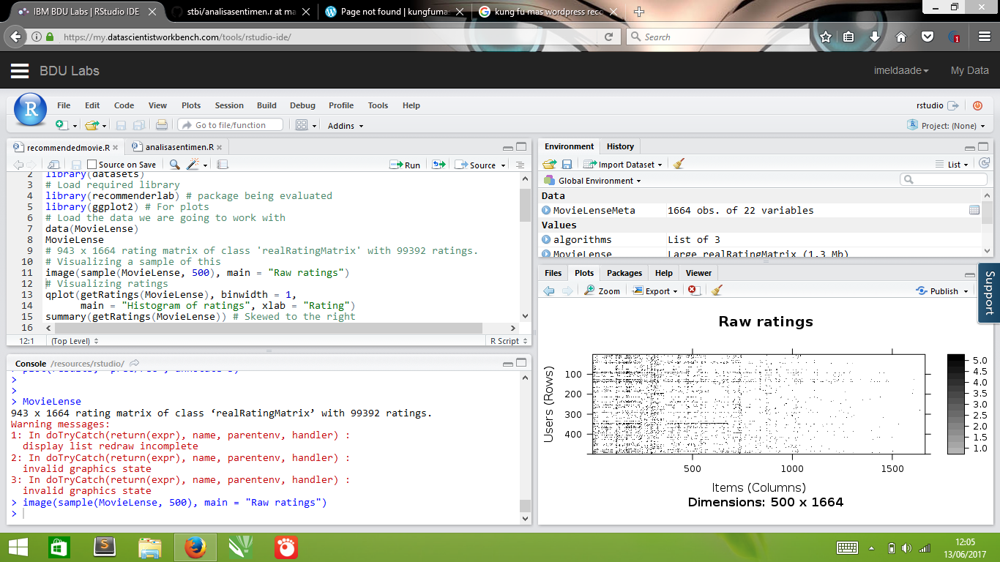 IBM BDU Labs | RStudio IDE
stbi/analisasentimen.r at ma
Page not found | kungfumas
kung fu mas wordpress reco
https://my.datascientistworkbench.com/tools/rstudio-ide/
Search
1
BDU Labs
imeldaade
My Data
R
File Edit Code View Plots Session Build Debug Profile Tools Help
rstudio
Go to file/function
Addins
Project: (None)
recommendedmovie.R
analisasentimen.R
Source on Save
Run
Source
2 library(datasets)
3 # Load required library
4 library(recommenderlab) # package being evaluated
5 library(ggplot2) # For plots
6 # Load the data we are going to work with
7 data(MovieLense)
8 MovieLense
9 # 943 x 1664 rating matrix of class 'realRatingMatrix' with 99392 ratings.
10 # Visualizing a sample of this
11 image(sample(MovieLense, 500), main = "Raw ratings")
12 # Visualizing ratings
13 qplot(getRatings(MovieLense), binwidth = 1,
14 main = "Histogram of ratings", xlab = "Rating")
15 summary(getRatings(MovieLense)) # Skewed to the right
16
12:1
(Top Level)
R Script
Console /resources/rstudio/
>
>
> MovieLense
943 x 1664 rating matrix of class ‘realRatingMatrix’ with 99392 ratings.
Warning messages:
1: In doTryCatch(return(expr), name, parentenv, handler) :
display list redraw incomplete
2: In doTryCatch(return(expr), name, parentenv, handler) :
invalid graphics state
3: In doTryCatch(return(expr), name, parentenv, handler) :
invalid graphics state
> image(sample(MovieLense, 500), main = "Raw ratings")
>
Environment History
Import Dataset
List
Global Environment
Data
MovieLenseMeta 1664 obs. of 22 variables
Values
algorithms List of 3
MovieLense Large realRatingMatrix (1.3 Mb)
Files Plots Packages Help Viewer
Zoom Export
Publish
Support
Raw ratings
Users (Rows)
100
200
300
400
500 1000 1500
Items (Columns)
Dimensions: 500 x 1664
5.0
4.5
4.0
3.5
3.0
2.5
2.0
1.5
1.0
12:05
13/06/2017